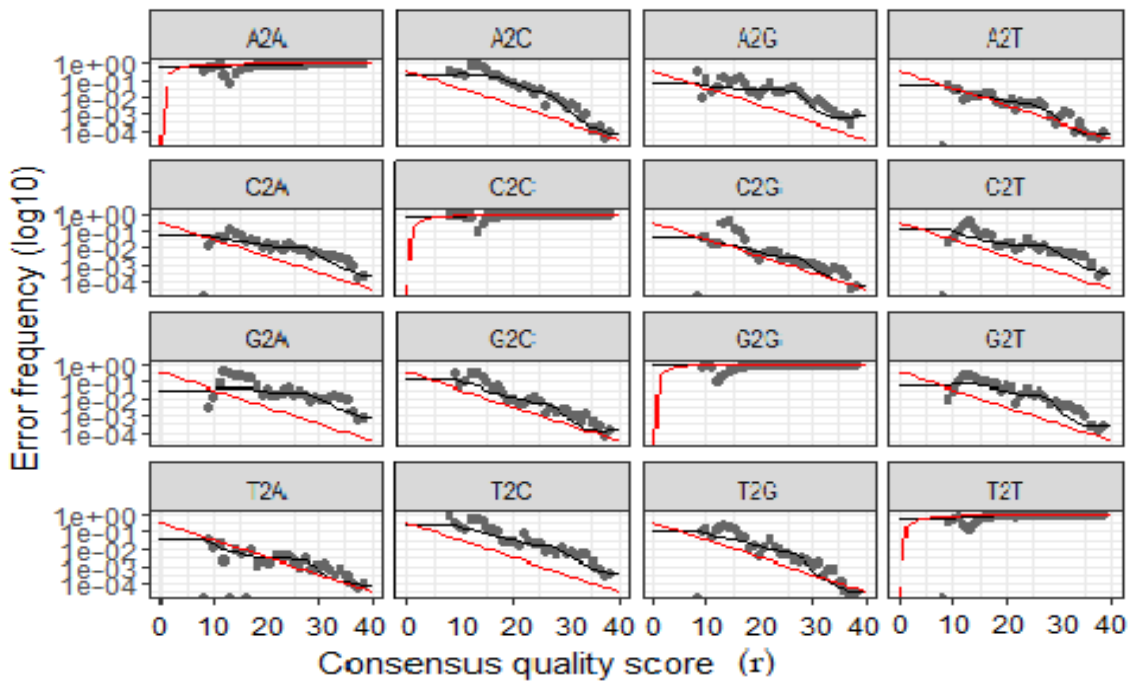 A2A A2C A2G A2T
1e+00
1e-01
1e-02
1e-03
1e-04
C2A C2C C2G C2T
1e+00
1e-01
1e-02
1e-03
1e-04
G2A G2C G2G G2T
1e+00
1e-01
1e-02
1e-03
1e-04
T2A T2C T2G T2T
1e+00
1e-01
1e-02
1e-03
1e-04
0 10 20 30 40 0 10 20 30 40 0 10 20 30 40 0 10 20 30 40
Consensus quality score (r)
Error frequency (log10)